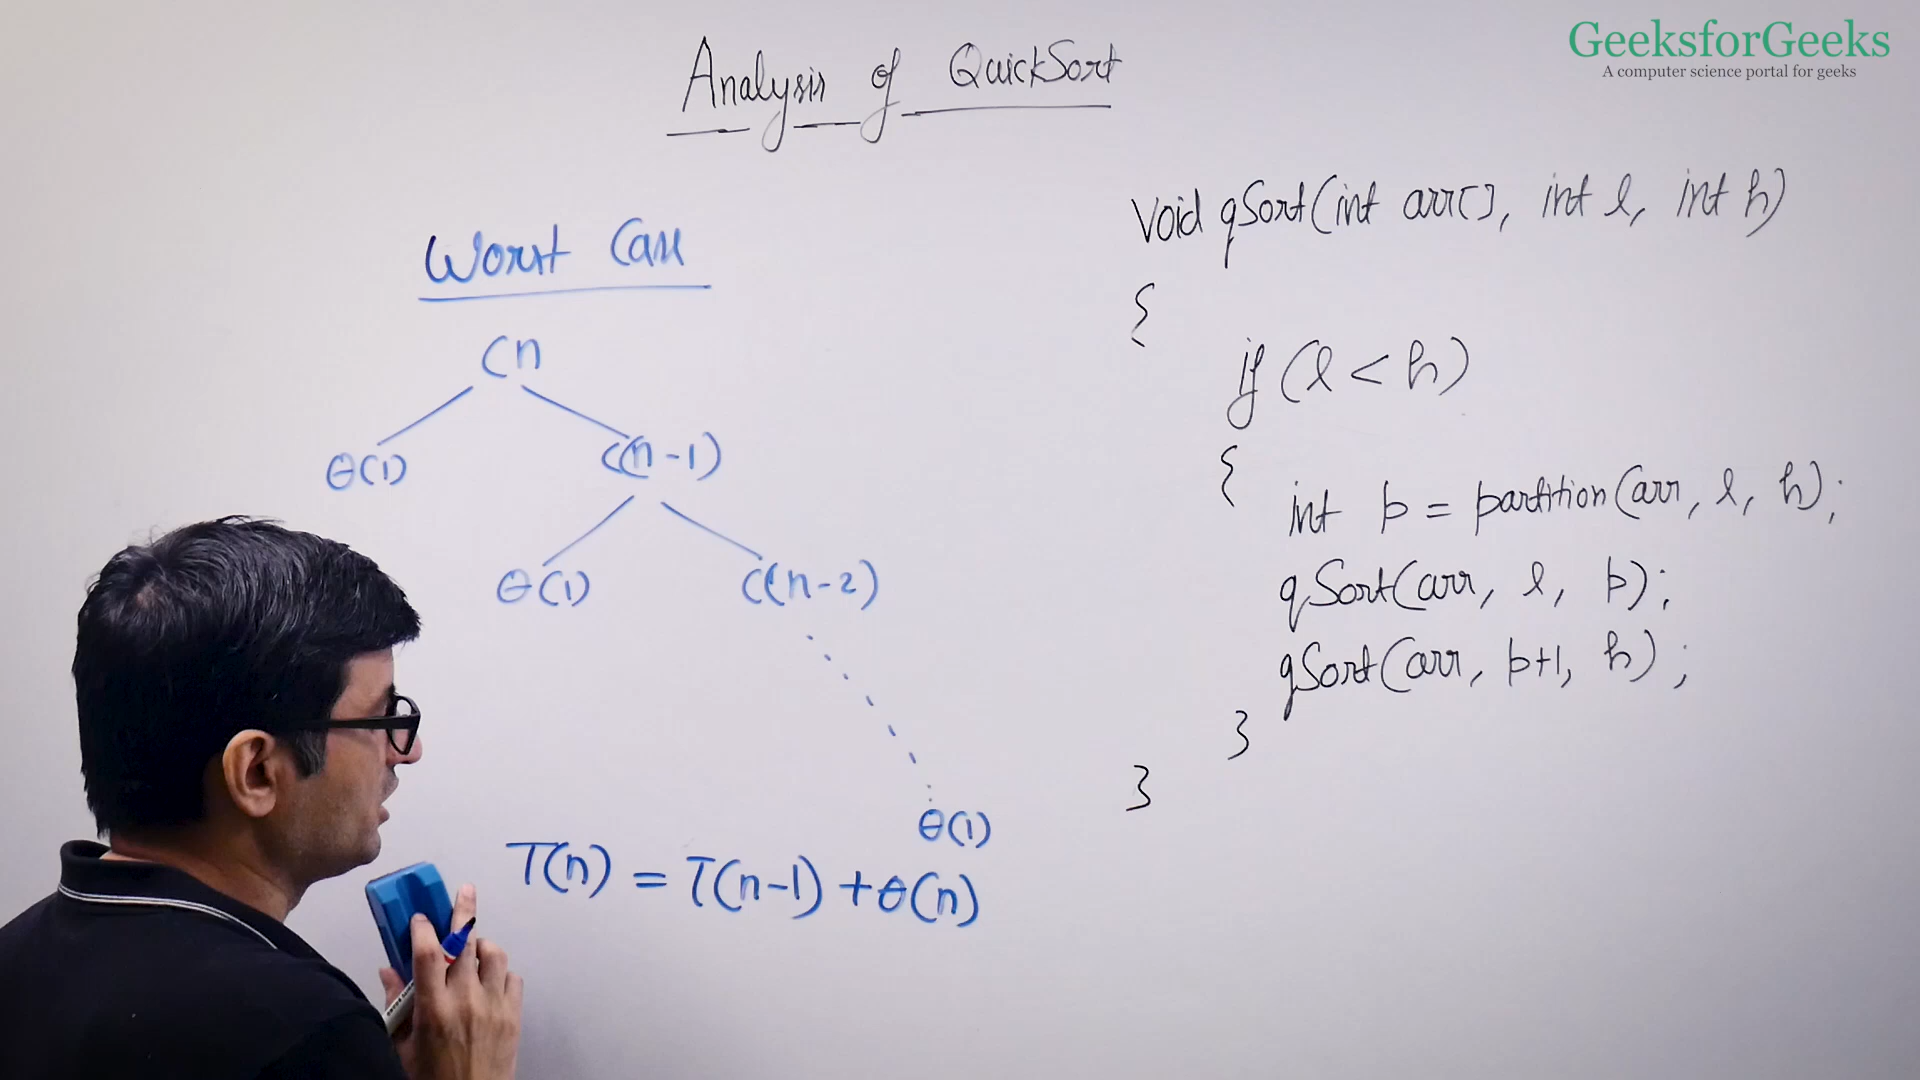 GeeksforGeeks
A computer science portal for geeks
Analysis of QuickSort
Worst Case
Cn
θ(1) C(n-1)
θ(1) C(n-2)
θ(1)
T(n) = T(n-1) + θ(n)
void qSort(int arr[], int l, int h)
{
if (l < h)
{ int p = partition(arr, l, h);
qSort(arr, l, p);
qSort(arr, p+1, h);
}
}